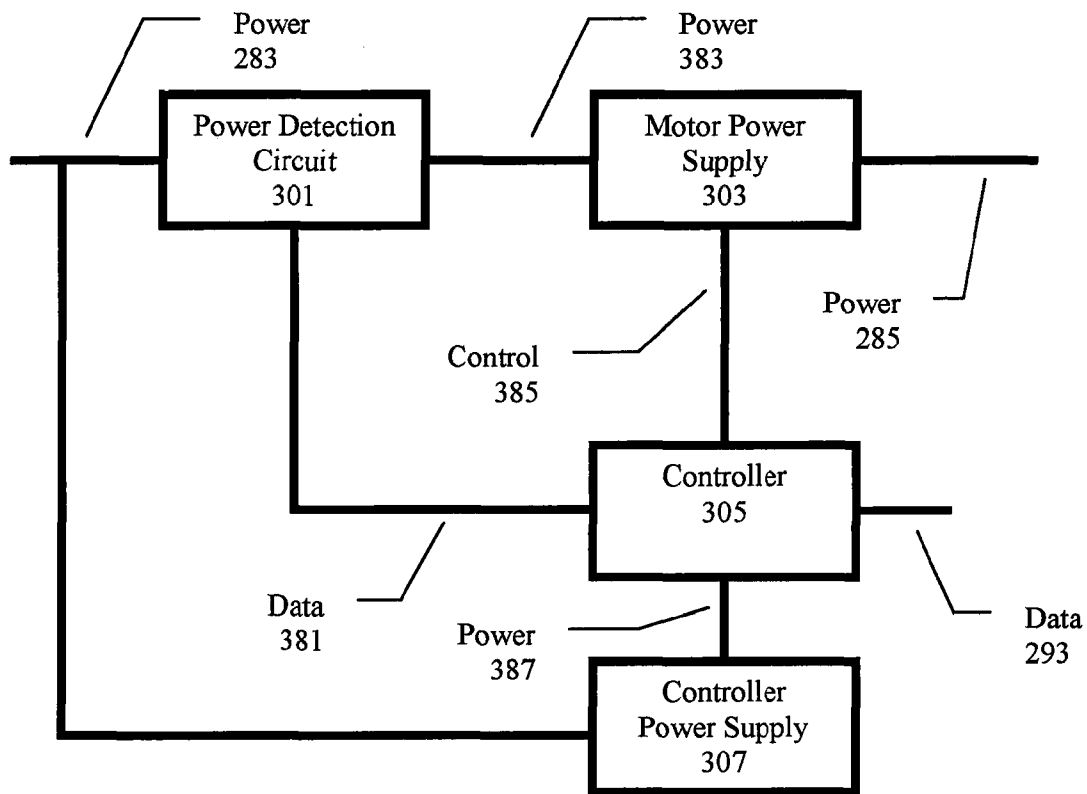 Power
283
Power
383
Power Detection
Circuit
301
Motor Power
Supply
303
Power
285
Control
385
Controller
305
Data
381
Power
387
Data
293
Controller
Power Supply
307